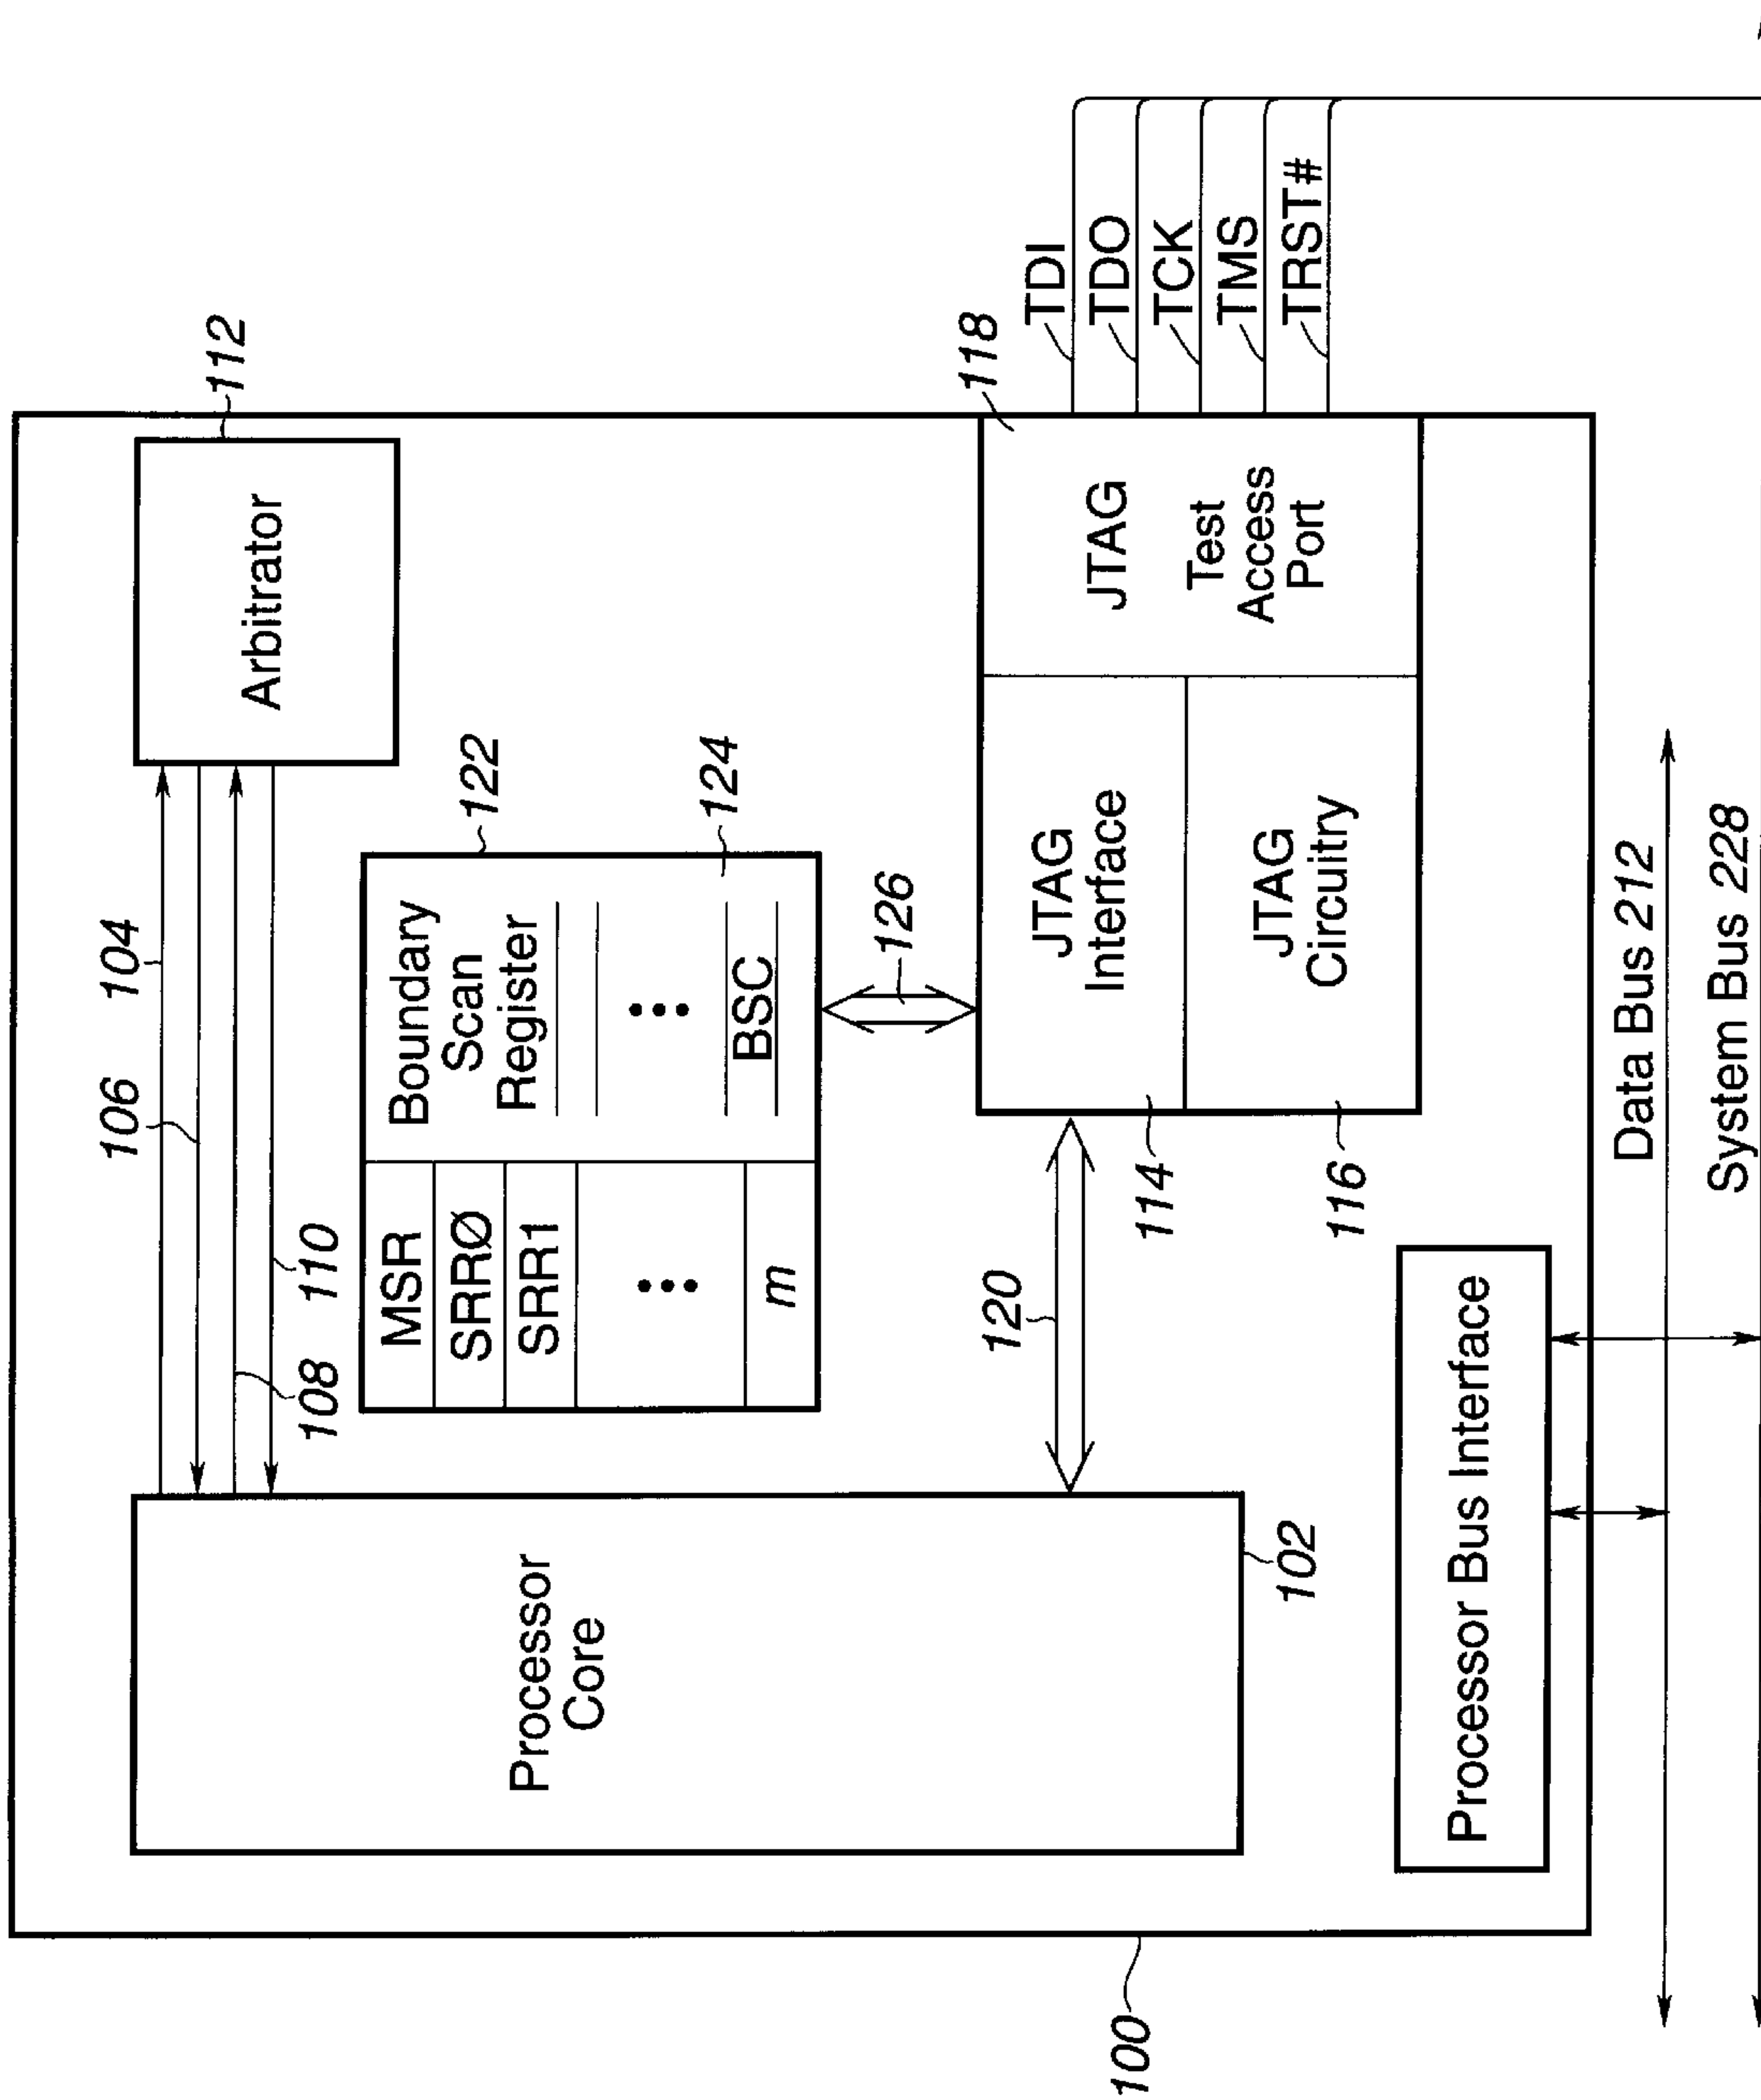 112
Arbitrator
104
106
108
110
122
124
MSR
SRRØ
SRR1
m
Boundary
Scan
Register
BSC
126
Processor
Core
102
120
118
JTAG
Interface
JTAG
Circuitry
JTAG
Test
Access
Port
114
116
TDI
TDO
TCK
TMS
TRST#
Processor Bus Interface
100
Data Bus 212
System Bus 228